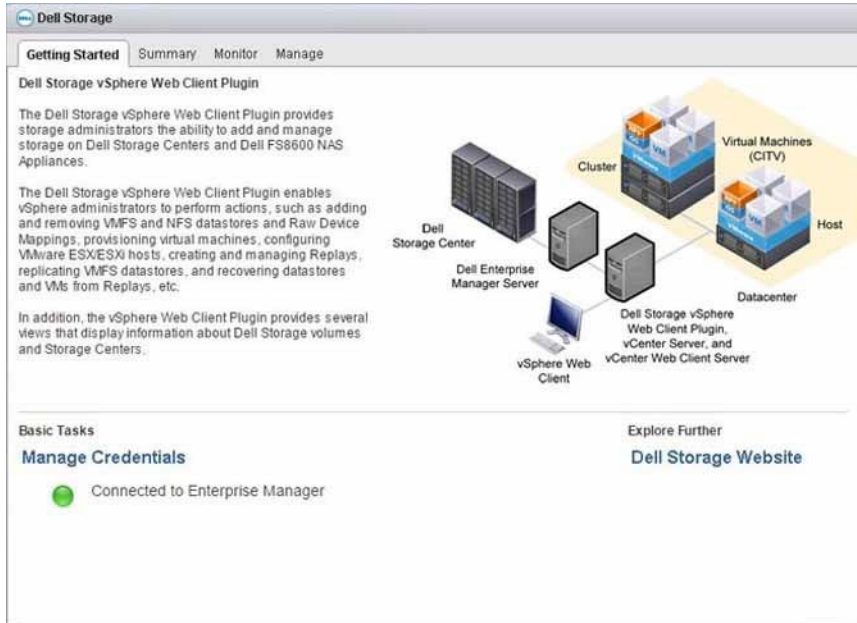 Dell Storage
Getting Started Summary Monitor Manage
Dell Storage vSphere Web Client Plugin
The Dell Storage vSphere Web Client Plugin provides
storage administrators the ability to add and manage
storage on Dell Storage Centers and Dell FS8600 NAS
Appliances.
The Dell Storage vSphere Web Client Plugin enables
vSphere administrators to perform actions, such as adding
and removing VMFS and NFS datastores and Raw Device
Mappings, provisioning virtual machines, configuring
VMware ESX/ESXi hosts, creating and managing Replays,
replicating VMFS datastores, and recovering datastores
and VMs from Replays, etc.
In addition, the vSphere Web Client Plugin provides several
views that display information about Dell Storage volumes
and Storage Centers.
Virtual Machines
(CITV)
Cluster
Host
Dell
Storage Center
Dell Enterprise
Manager Server
Datacenter
Dell Storage vSphere
Web Client Plugin,
vCenter Server, and
vCenter Web Client Server
vSphere Web
Client
VM
VM
Basic Tasks
Manage Credentials
Connected to Enterprise Manager
Explore Further
Dell Storage Website